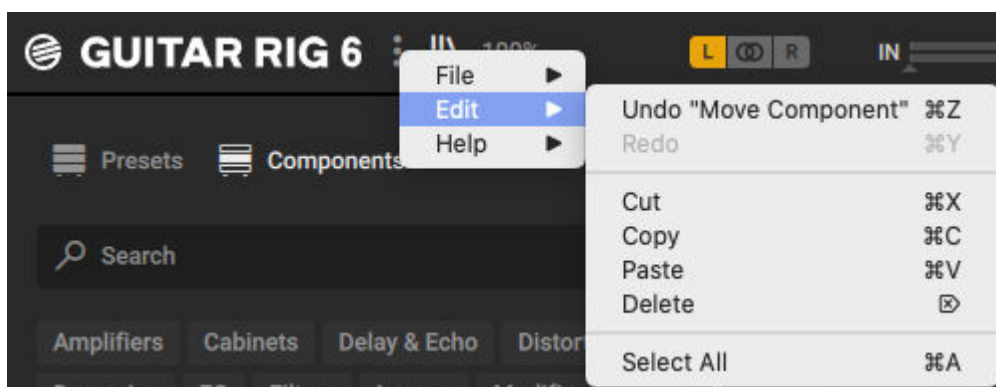 GUITAR RIG 6
L R IN
File
Edit
Help
Undo "Move Component" ⌘Z
Redo ⌘Y
Cut ⌘X
Copy ⌘C
Paste ⌘V
Delete ⌦
Select All ⌘A
Presets Components
Search
Amplifiers Cabinets Delay & Echo